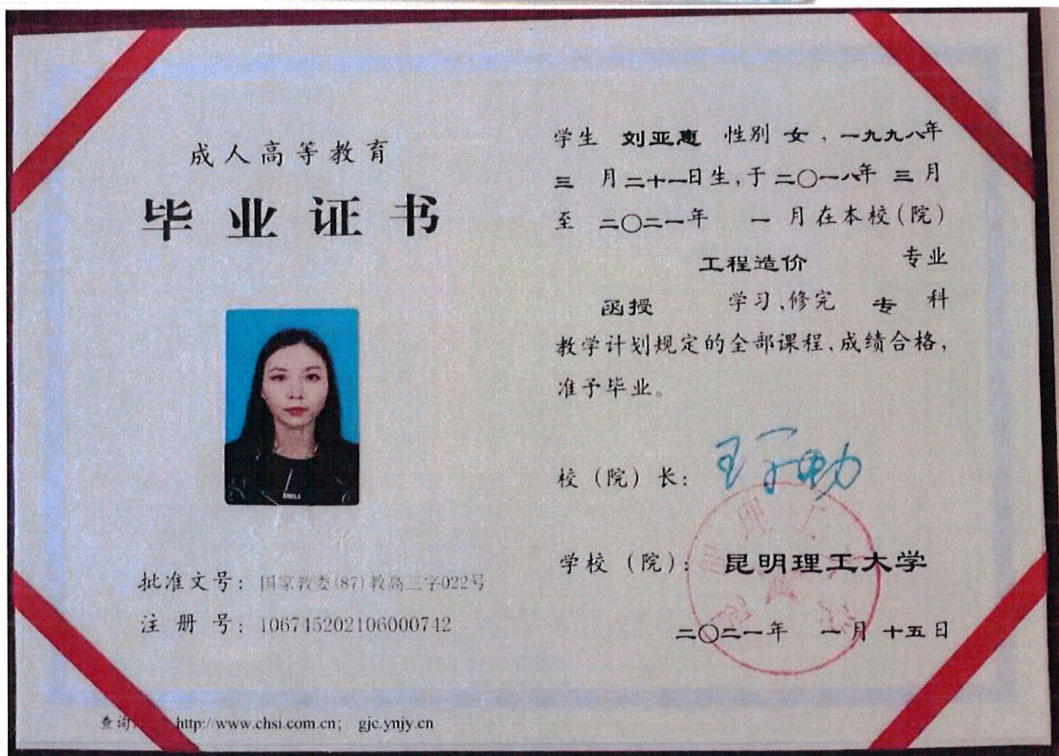 成人高等教育
毕业证书
批准文号: 国家教委(87)教高三字022号
注册号: 106745202106000742
查询 http://www.chsi.com.cn; gjc.ynjy.cn
学生 刘亚惠 性别 女, 一九九八年
三 月二十一日生,于二〇一八年 三月
至 二〇二一年 一月在本校(院)
工程造价 专业
函授 学习,修完 专 科
教学计划规定的全部课程,成绩合格,
准予毕业。
校(院)长:
学校(院): 昆明理工大学
二〇二一年 一月十五日